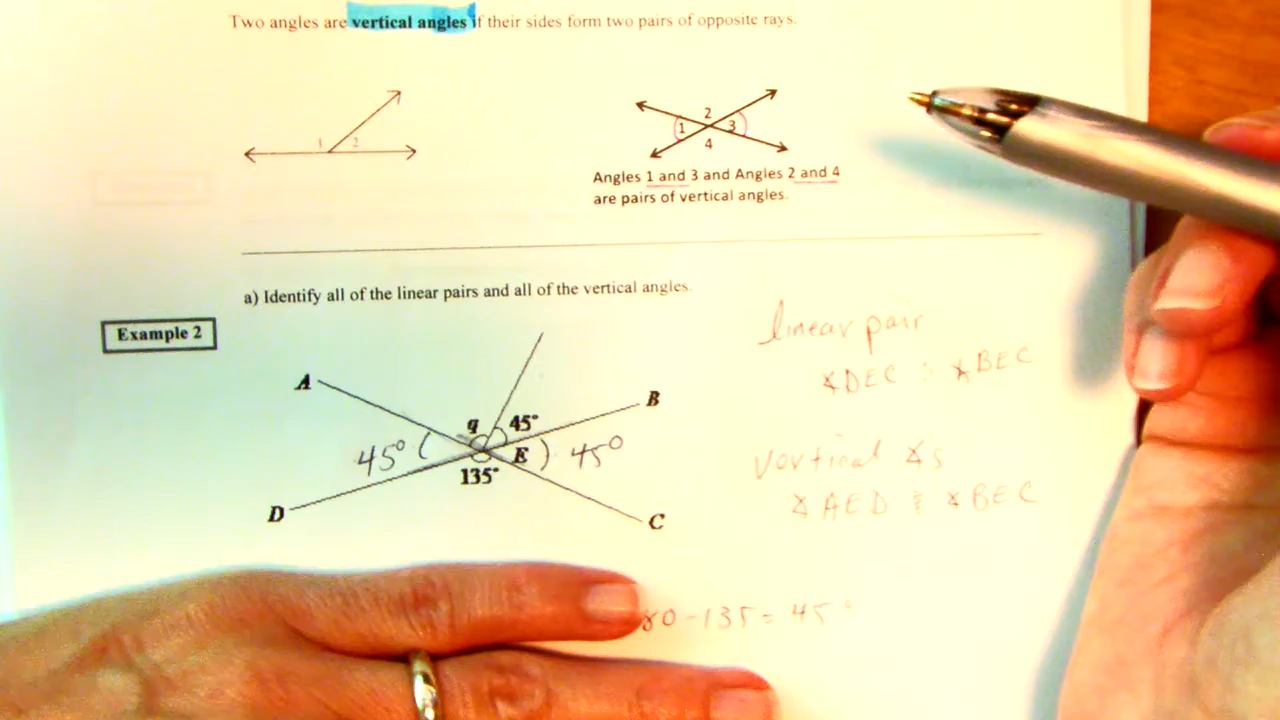 Two angles are vertical angles if their sides form two pairs of opposite rays.
1 2
2
1 3
4
Angles 1 and 3 and Angles 2 and 4
are pairs of vertical angles.
a) Identify all of the linear pairs and all of the vertical angles.
Example 2
linear pair
∡DEC : ∡BEC
A
B
q 45°
45° ( E ) 45°
135°
D
C
vertical ∡s
∡AED & ∡BEC
80-135=45°